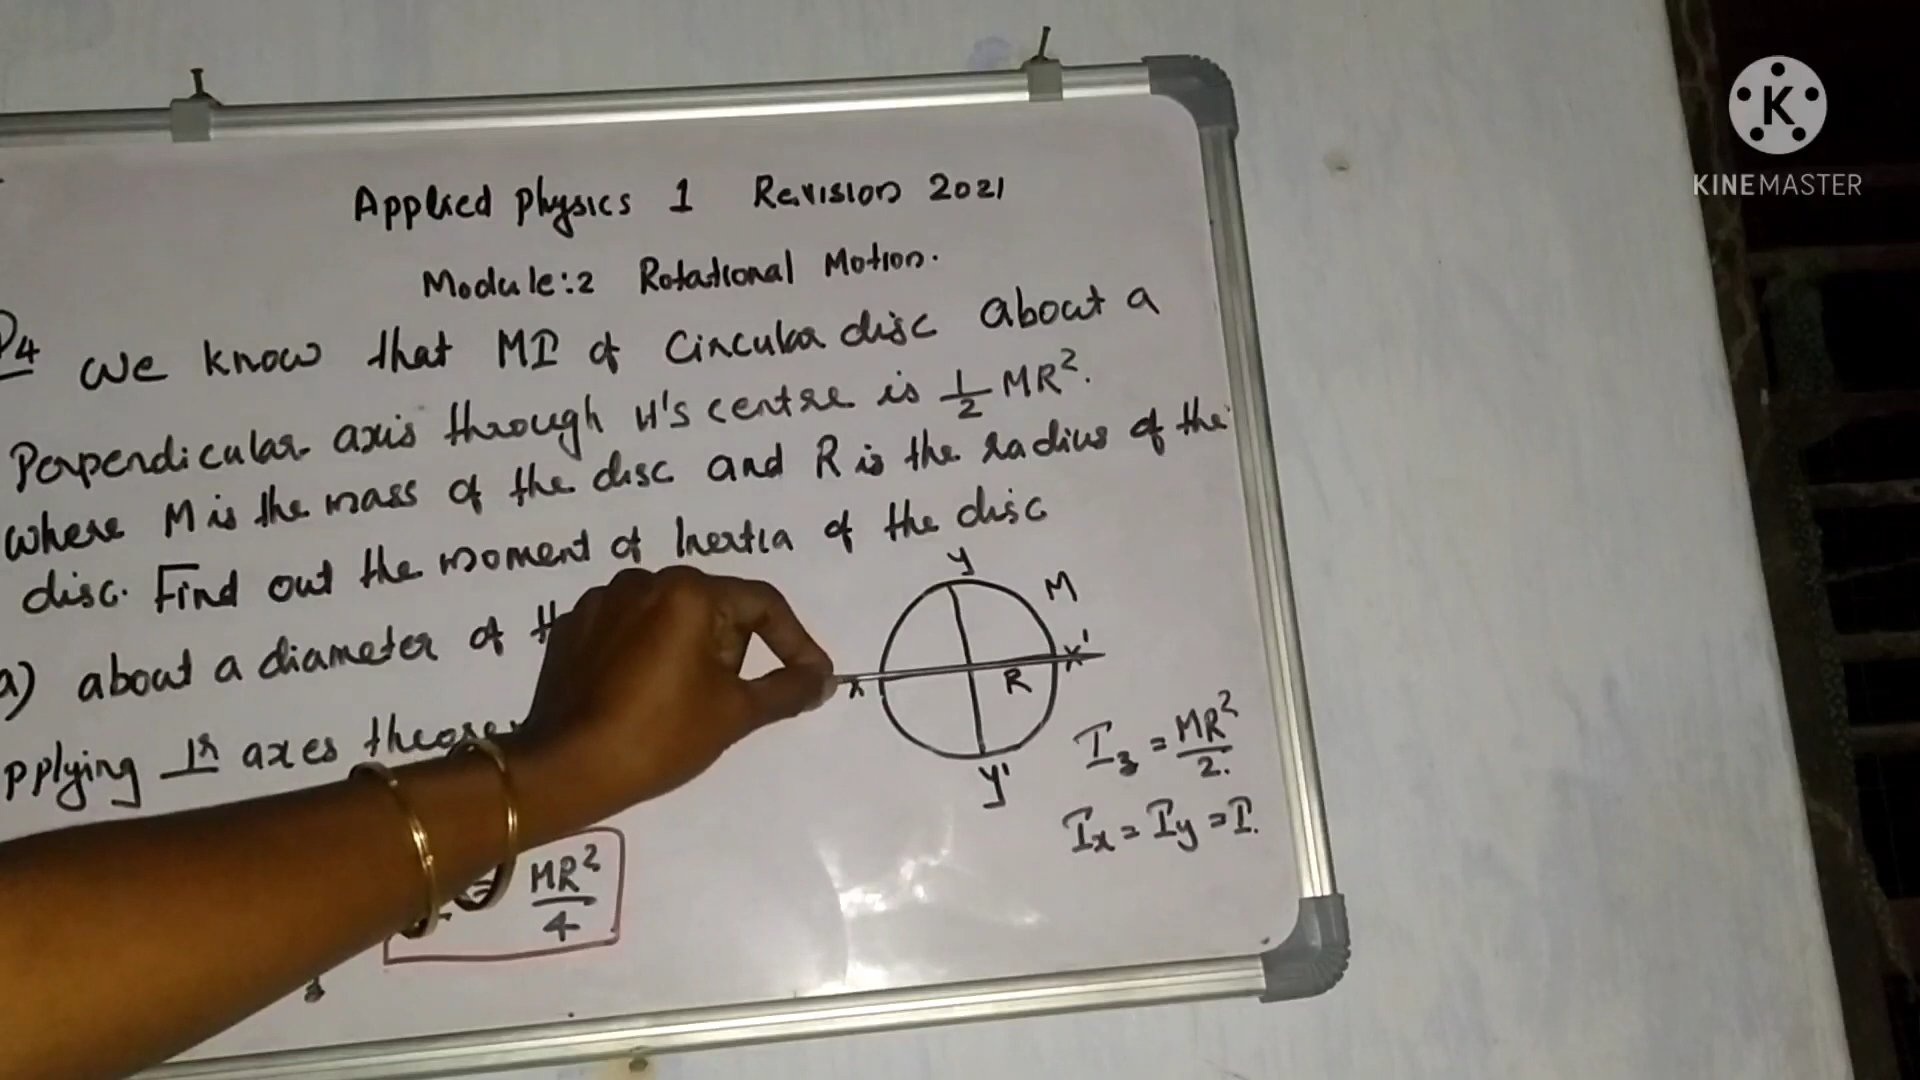 Applied Physics 1 Revision 2021
Module:2 Rotational Motion.
We know that MI of Circular disc about a
Perpendicular axis through it's centre is 1/2 MR².
where M is the mass of the disc and R is the radius of the
disc. Find out the moment of Inertia of the disc
a) about a diameter of
applying ⊥r axes
MR²/4
y
M
x'
x
R
y'
I₃ = MR²/2.
Ix = Iy = I.
KINEMASTER